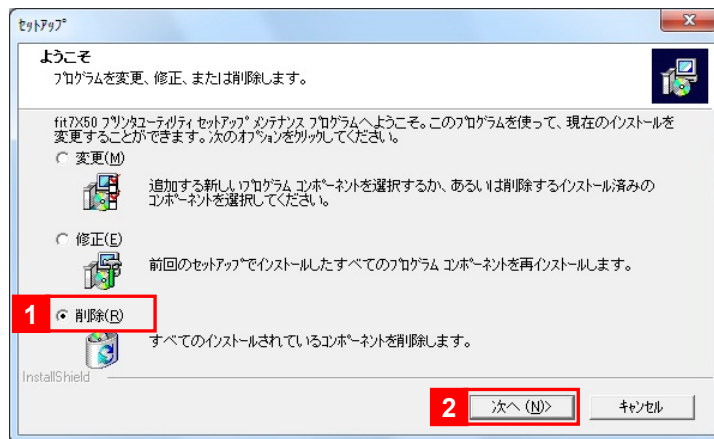 ｾｯﾄｱｯﾌﾟ
ようこそ
ﾌﾟﾛｸﾞﾗﾑを変更、修正、または削除します。
fit7X50 ﾌﾟﾘﾝﾀﾕｰﾃｨﾘﾃｨ ｾｯﾄｱｯﾌﾟ ﾒﾝﾃﾅﾝｽ ﾌﾟﾛｸﾞﾗﾑへようこそ。このﾌﾟﾛｸﾞﾗﾑを使って、現在のｲﾝｽﾄｰﾙを
変更することができます。次のｵﾌﾟｼｮﾝをｸﾘｯｸしてください。
変更(M)
追加する新しいﾌﾟﾛｸﾞﾗﾑ ｺﾝﾎﾟｰﾈﾝﾄを選択するか、あるいは削除するｲﾝｽﾄｰﾙ済みの
ｺﾝﾎﾟｰﾈﾝﾄを選択してください。
修正(E)
前回のｾｯﾄｱｯﾌﾟでｲﾝｽﾄｰﾙしたすべてのﾌﾟﾛｸﾞﾗﾑ ｺﾝﾎﾟｰﾈﾝﾄを再ｲﾝｽﾄｰﾙします。
1 削除(R)
すべてのｲﾝｽﾄｰﾙされているｺﾝﾎﾟｰﾈﾝﾄを削除します。
InstallShield
2 次へ (N)> ｷｬﾝｾﾙ